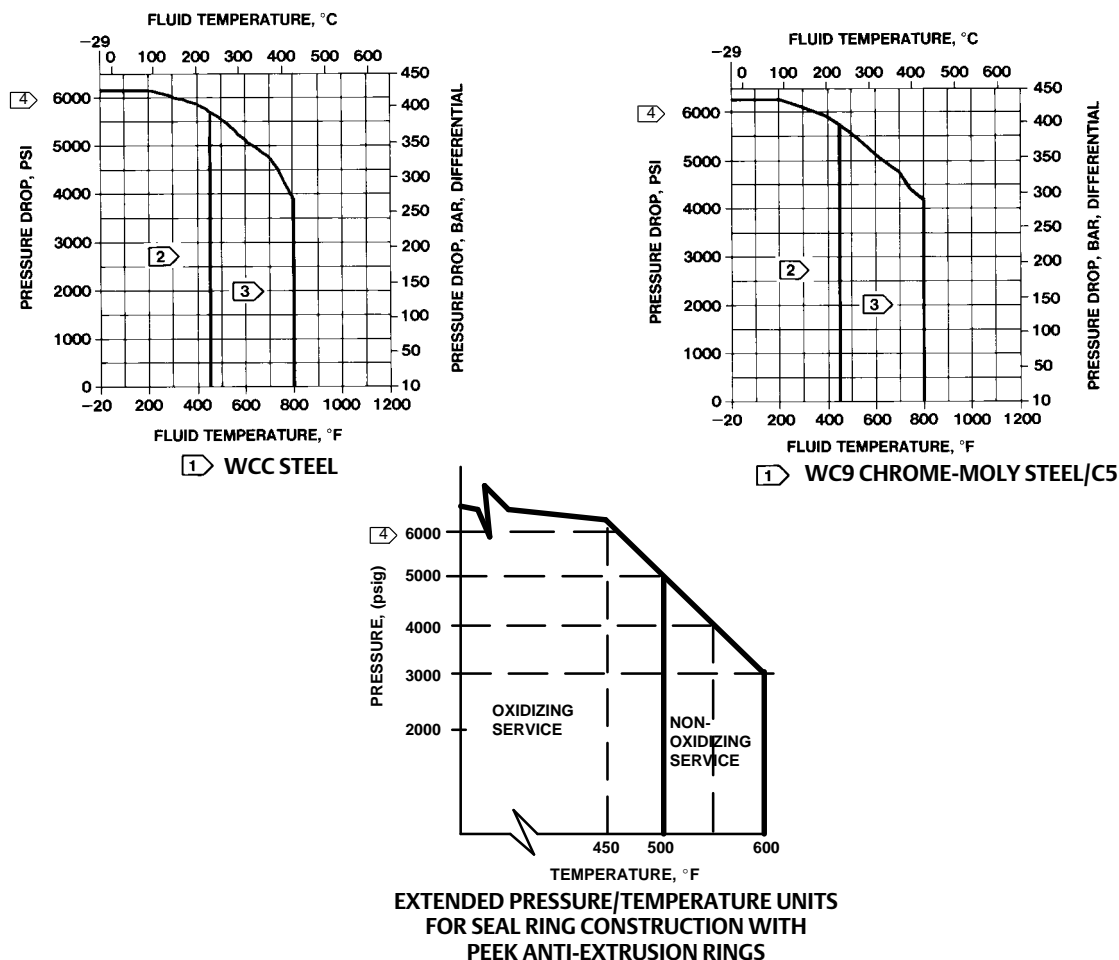 FLUID TEMPERATURE, °C
−29
0 100 200 300 400 500 600
4
6000
5000
4000
3000
2000
1000
0
PRESSURE DROP, PSI
450
400
350
300
250
200
150
100
50
10
PRESSURE DROP, BAR, DIFFERENTIAL
2
3
−20 200 400 600 800 1000 1200
FLUID TEMPERATURE, °F
1 WCC STEEL
FLUID TEMPERATURE, °C
−29
0 100 200 300 400 500 600
4
6000
5000
4000
3000
2000
1000
0
PRESSURE DROP, PSI
450
400
350
300
250
200
150
100
50
10
PRESSURE DROP, BAR, DIFFERENTIAL
2
3
−20 200 400 600 800 1000 1200
FLUID TEMPERATURE, °F
1 WC9 CHROME-MOLY STEEL/C5
4
6000
5000
4000
3000
2000
PRESSURE, (psig)
OXIDIZING
SERVICE
NON-
OXIDIZING
SERVICE
450 500 600
TEMPERATURE, °F
EXTENDED PRESSURE/TEMPERATURE UNITS
FOR SEAL RING CONSTRUCTION WITH
PEEK ANTI-EXTRUSION RINGS